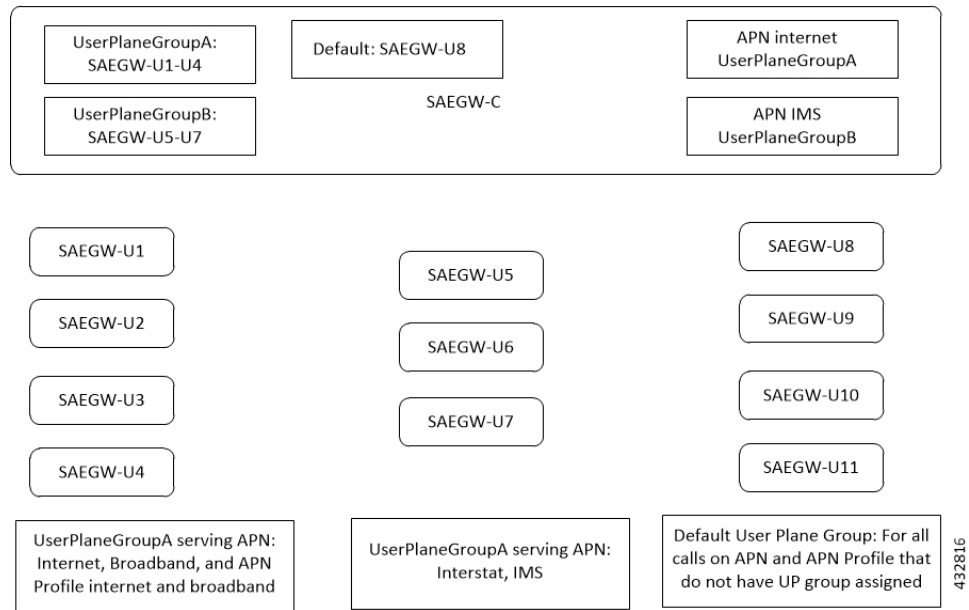 UserPlaneGroupA:
SAEGW-U1-U4
Default: SAEGW-U8
APN internet
UserPlaneGroupA
UserPlaneGroupB:
SAEGW-U5-U7
SAEGW-C
APN IMS
UserPlaneGroupB
SAEGW-U1
SAEGW-U2
SAEGW-U3
SAEGW-U4
SAEGW-U5
SAEGW-U6
SAEGW-U7
SAEGW-U8
SAEGW-U9
SAEGW-U10
SAEGW-U11
UserPlaneGroupA serving APN:
Internet, Broadband, and APN
Profile internet and broadband
UserPlaneGroupA serving APN:
Interstat, IMS
Default User Plane Group: For all
calls on APN and APN Profile that
do not have UP group assigned
432816